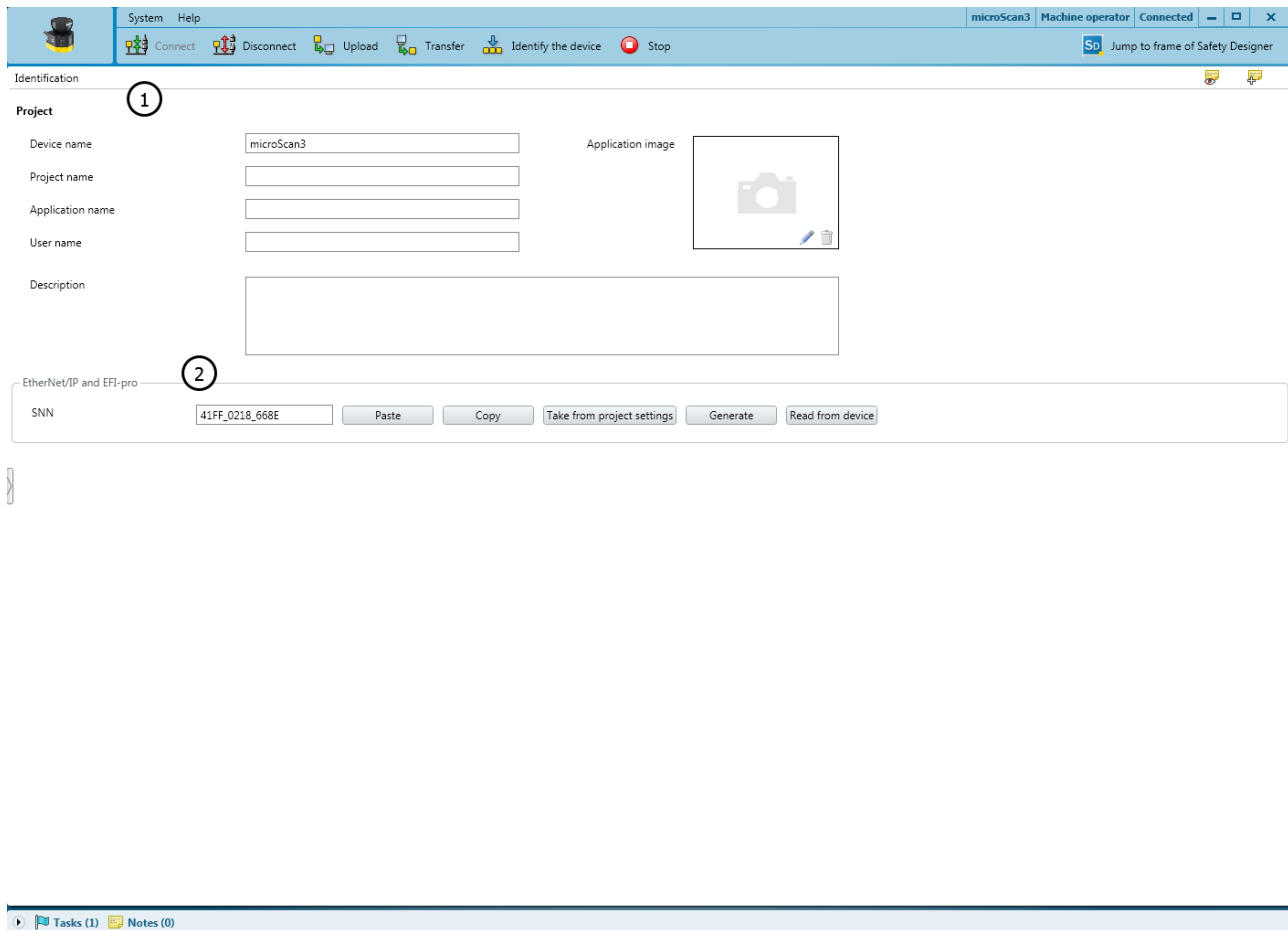 System Help
microScan3 Machine operator Connected
Connect Disconnect Upload Transfer Identify the device Stop
SD Jump to frame of Safety Designer
Identification
1
Project
Device name microScan3 Application image
Project name
Application name
User name
Description
2
EtherNet/IP and EFI-pro
SNN 41FF_0218_668E Paste Copy Take from project settings Generate Read from device
Tasks (1) Notes (0)